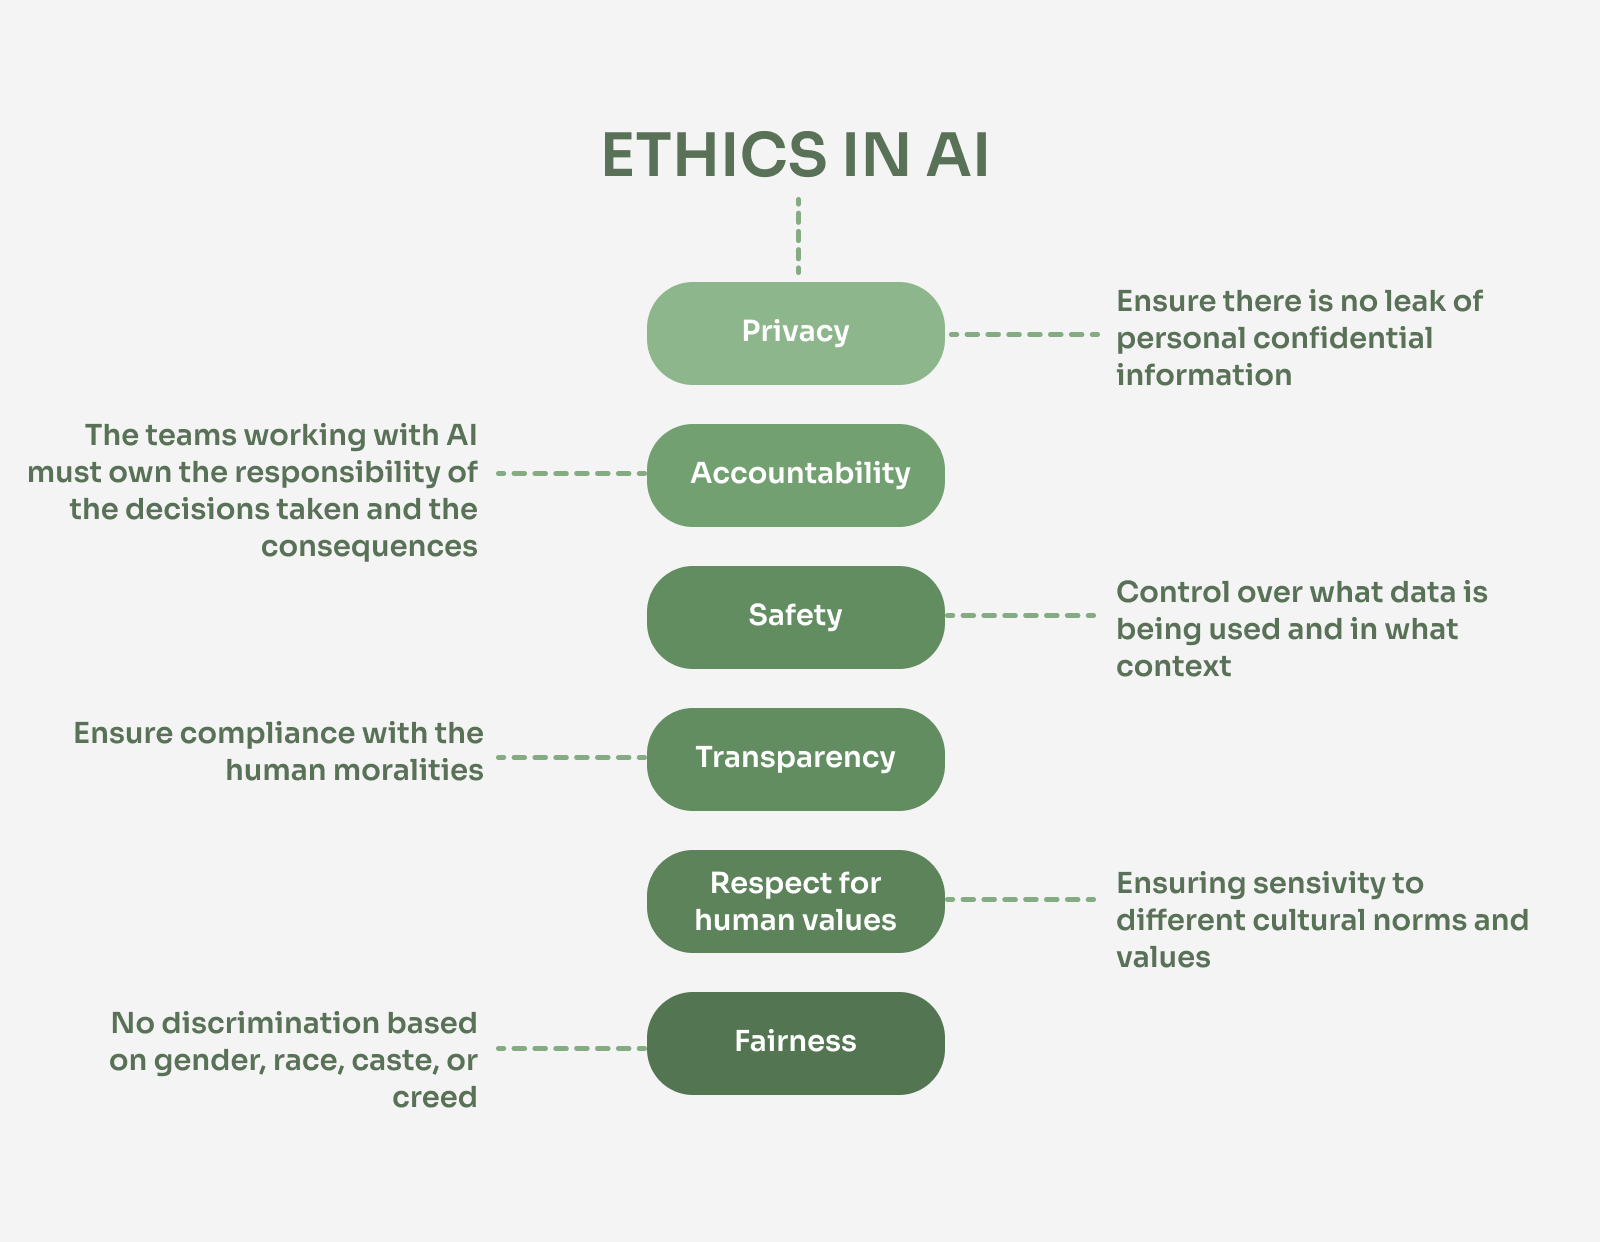 ETHICS IN AI
Privacy
Ensure there is no leak of
personal confidential
information
The teams working with AI
must own the responsibility of
the decisions taken and the
consequences
Accountability
Safety
Control over what data is
being used and in what
context
Ensure compliance with the
human moralities
Transparency
Respect for
human values
Ensuring sensivity to
different cultural norms and
values
No discrimination based
on gender, race, caste, or
creed
Fairness